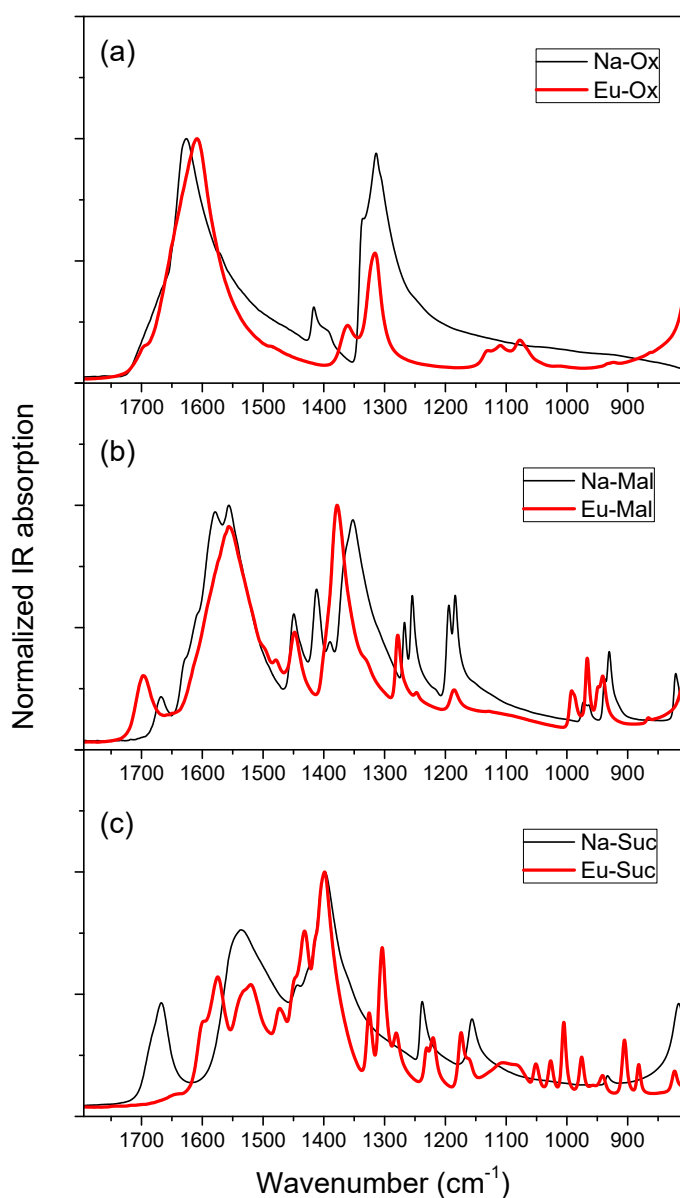 (a)
Na-Ox
Eu-Ox
1700 1600 1500 1400 1300 1200 1100 1000 900
(b)
Na-Mal
Eu-Mal
1700 1600 1500 1400 1300 1200 1100 1000 900
(c)
Na-Suc
Eu-Suc
1700 1600 1500 1400 1300 1200 1100 1000 900
Normalized IR absorption
Wavenumber (cm⁻¹)